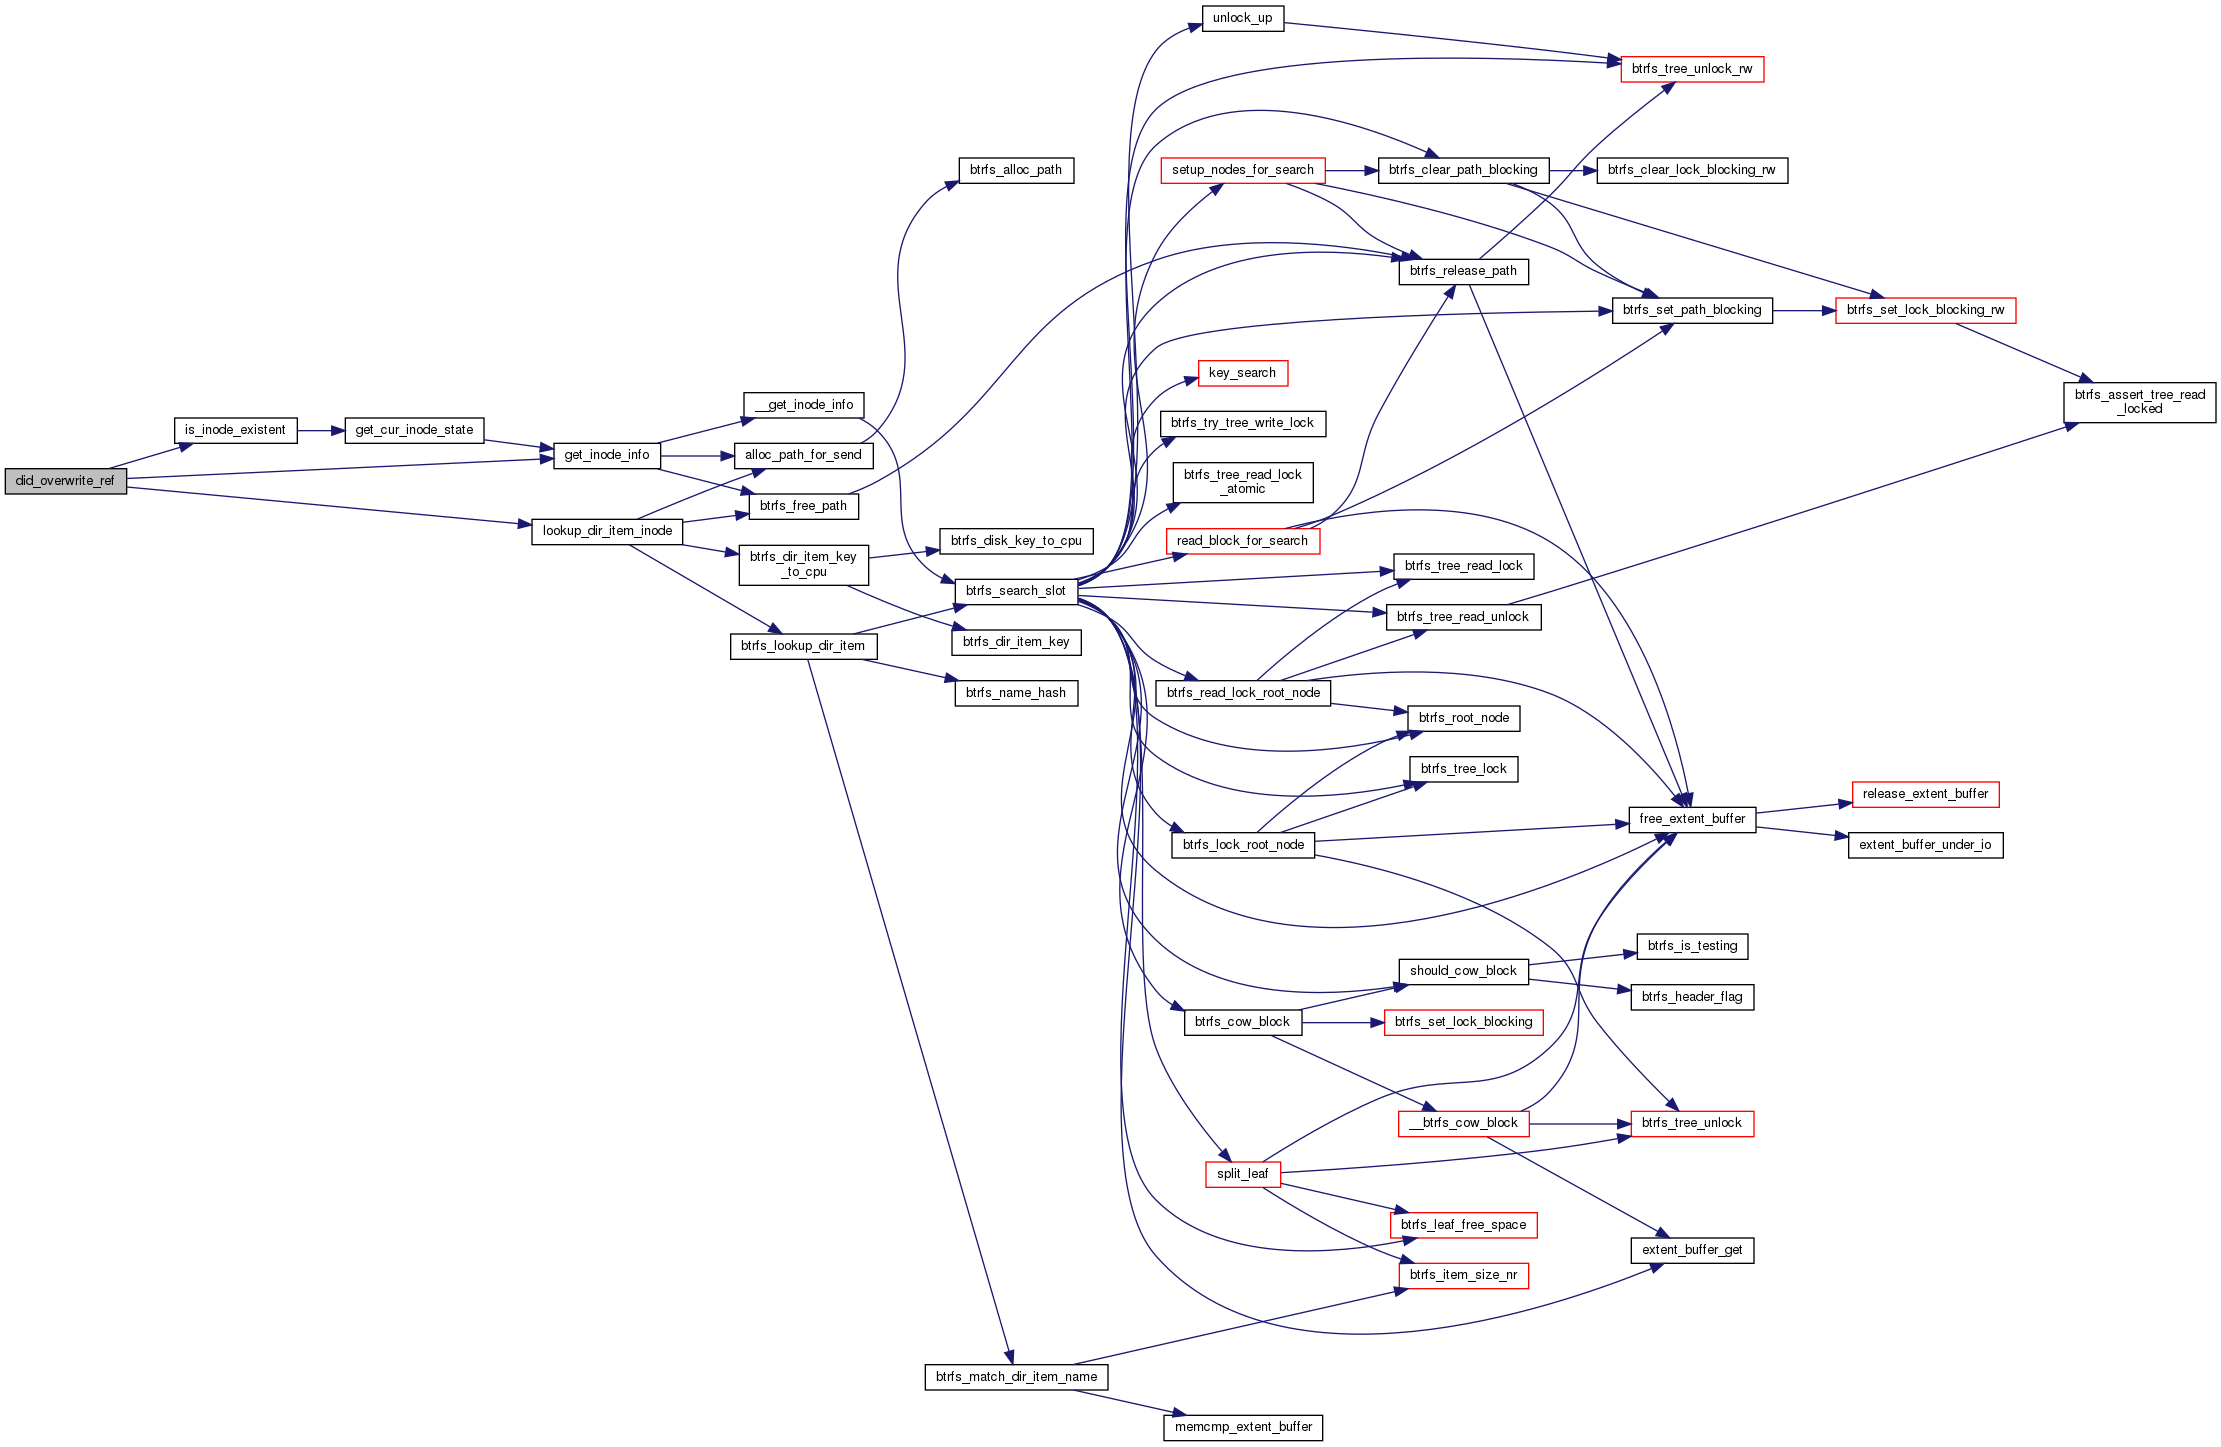 unlock_up
btrfs_tree_unlock_rw
btrfs_alloc_path
setup_nodes_for_search
btrfs_clear_path_blocking
btrfs_clear_lock_blocking_rw
btrfs_release_path
btrfs_set_path_blocking
btrfs_set_lock_blocking_rw
key_search
btrfs_assert_tree_read
_locked
__get_inode_info
is_inode_existent
get_cur_inode_state
btrfs_try_tree_write_lock
get_inode_info
alloc_path_for_send
did_overwrite_ref
btrfs_tree_read_lock
_atomic
btrfs_free_path
lookup_dir_item_inode
btrfs_disk_key_to_cpu
read_block_for_search
btrfs_dir_item_key
_to_cpu
btrfs_tree_read_lock
btrfs_search_slot
btrfs_tree_read_unlock
btrfs_lookup_dir_item
btrfs_dir_item_key
btrfs_name_hash
btrfs_read_lock_root_node
btrfs_root_node
btrfs_tree_lock
release_extent_buffer
free_extent_buffer
btrfs_lock_root_node
extent_buffer_under_io
btrfs_is_testing
should_cow_block
btrfs_header_flag
btrfs_cow_block
btrfs_set_lock_blocking
__btrfs_cow_block
btrfs_tree_unlock
split_leaf
btrfs_leaf_free_space
extent_buffer_get
btrfs_item_size_nr
btrfs_match_dir_item_name
memcmp_extent_buffer